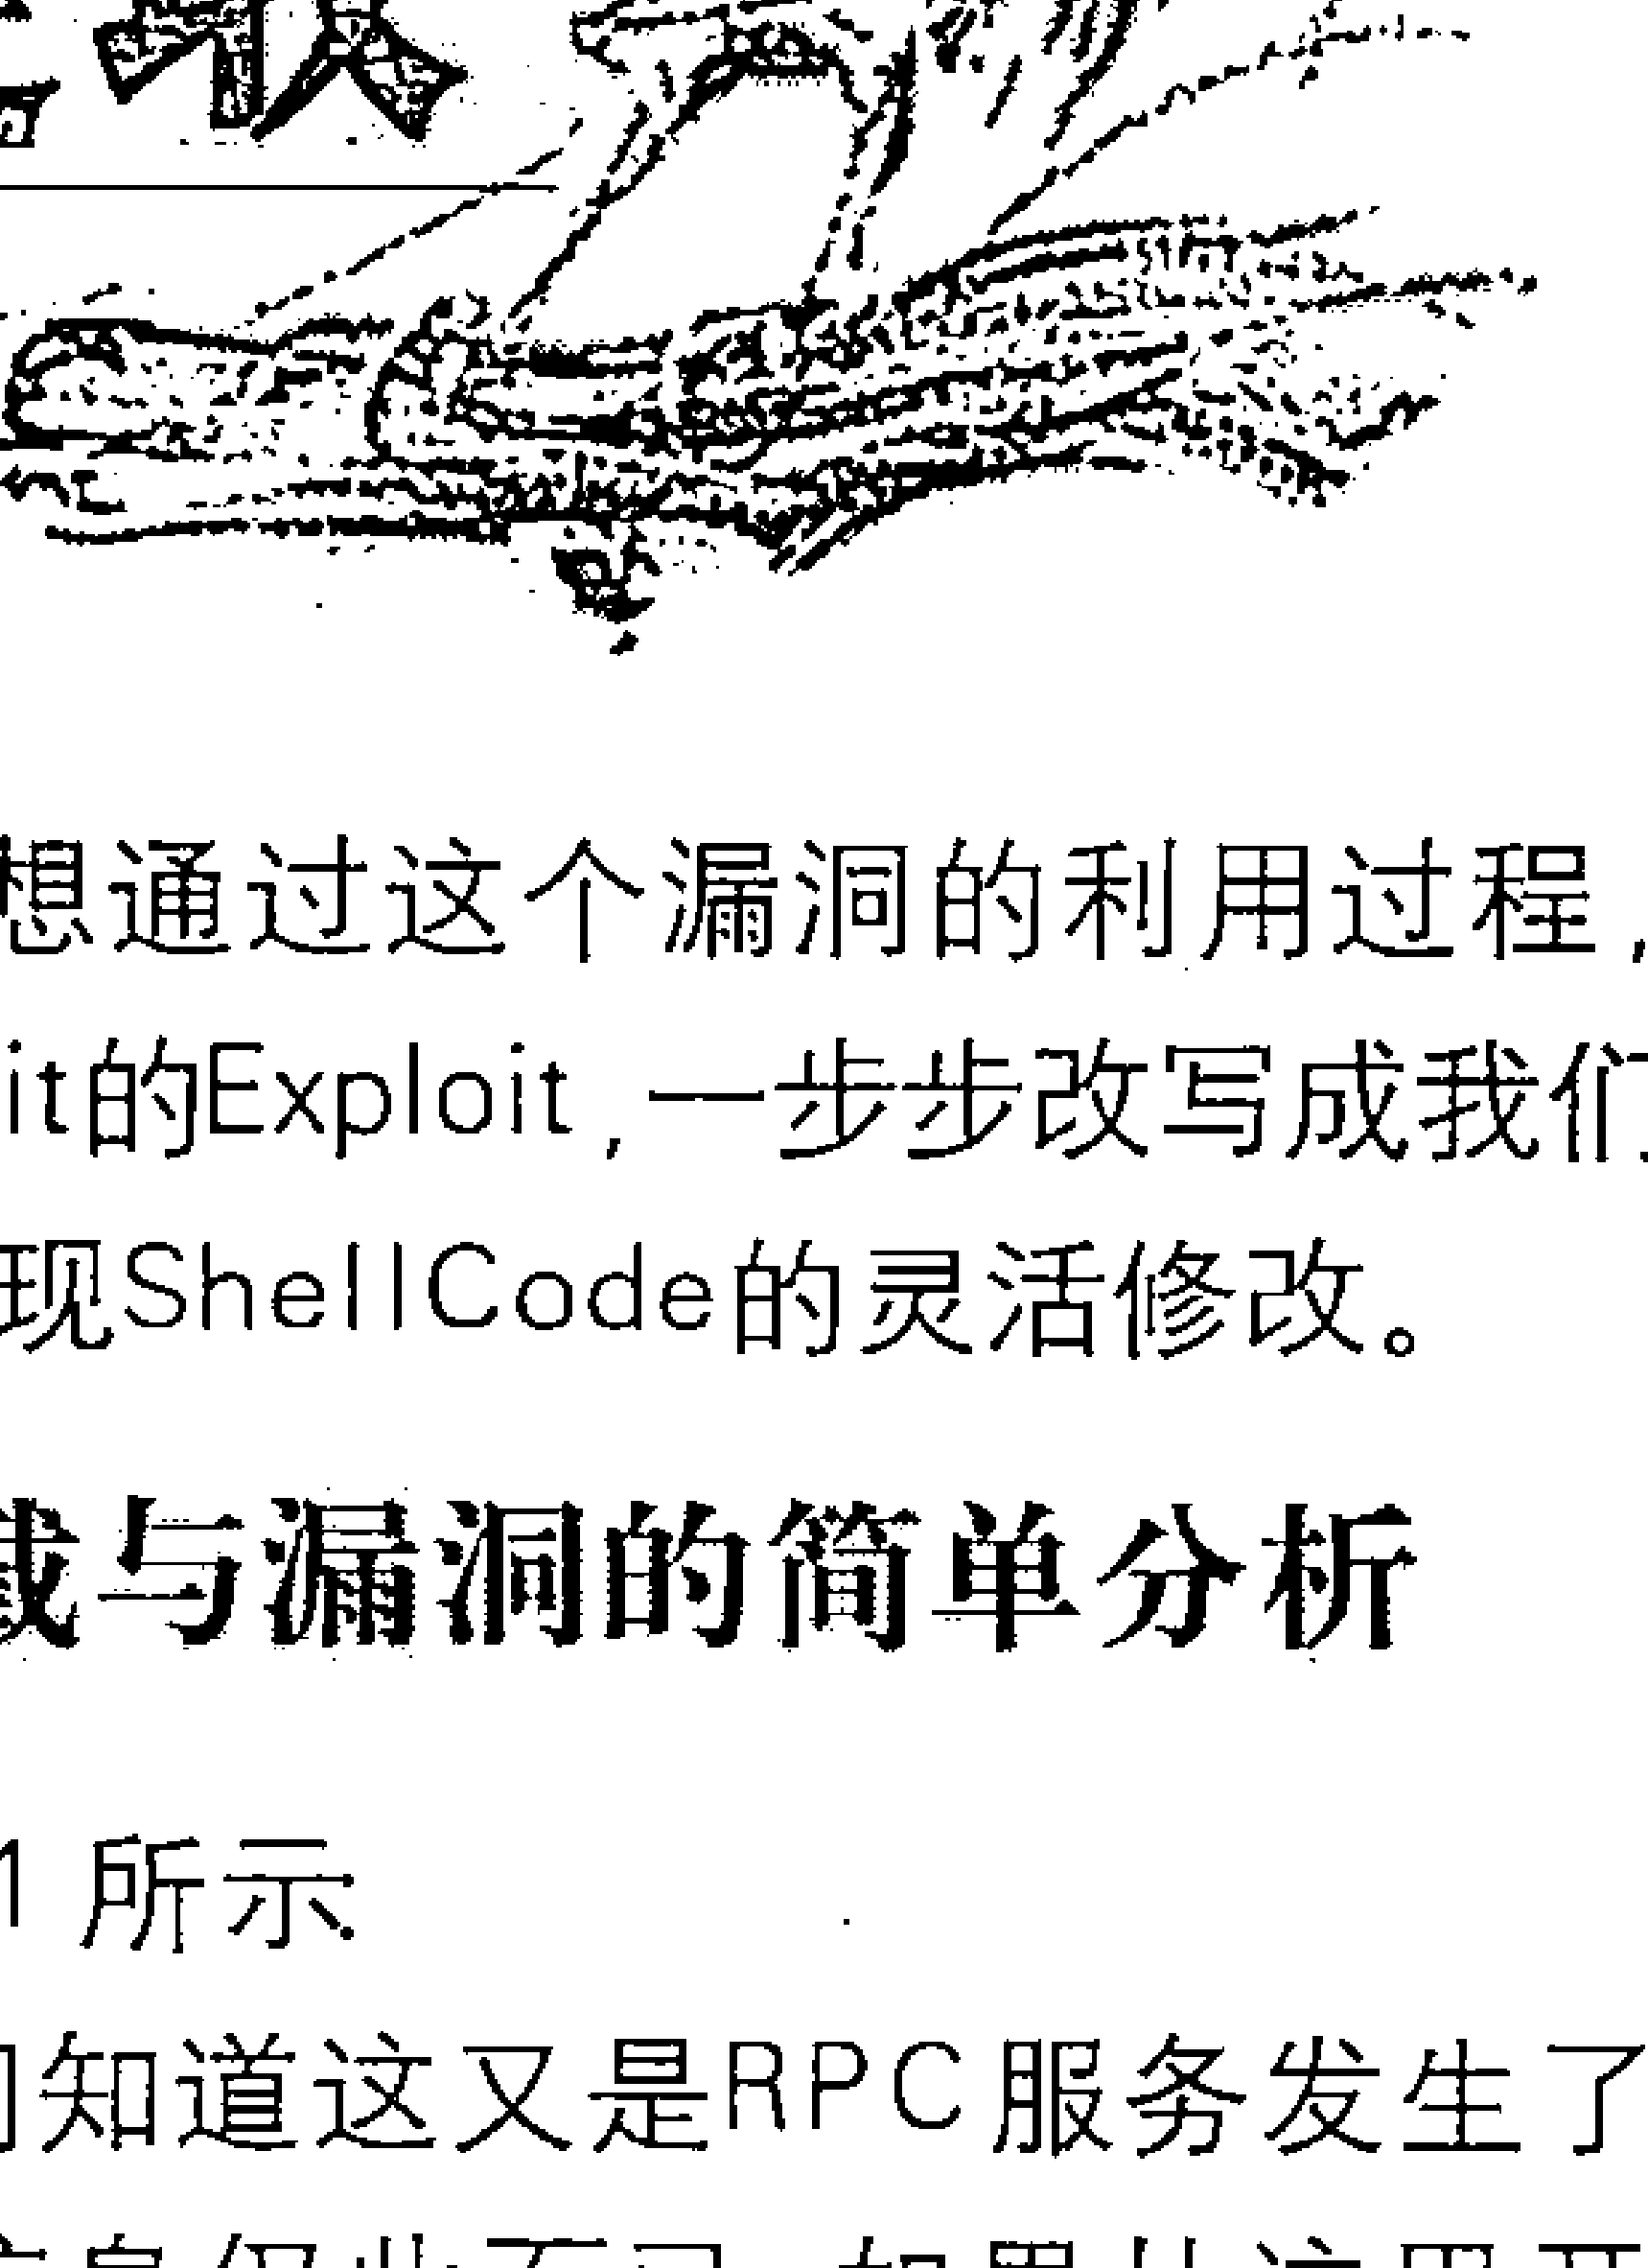 想通过这个漏洞的利用过程,
it的Exploit,一步步改写成我们
现ShellCode的灵活修改。
与漏洞的简单分析
1 所示
知道这又是RPC服务发生了